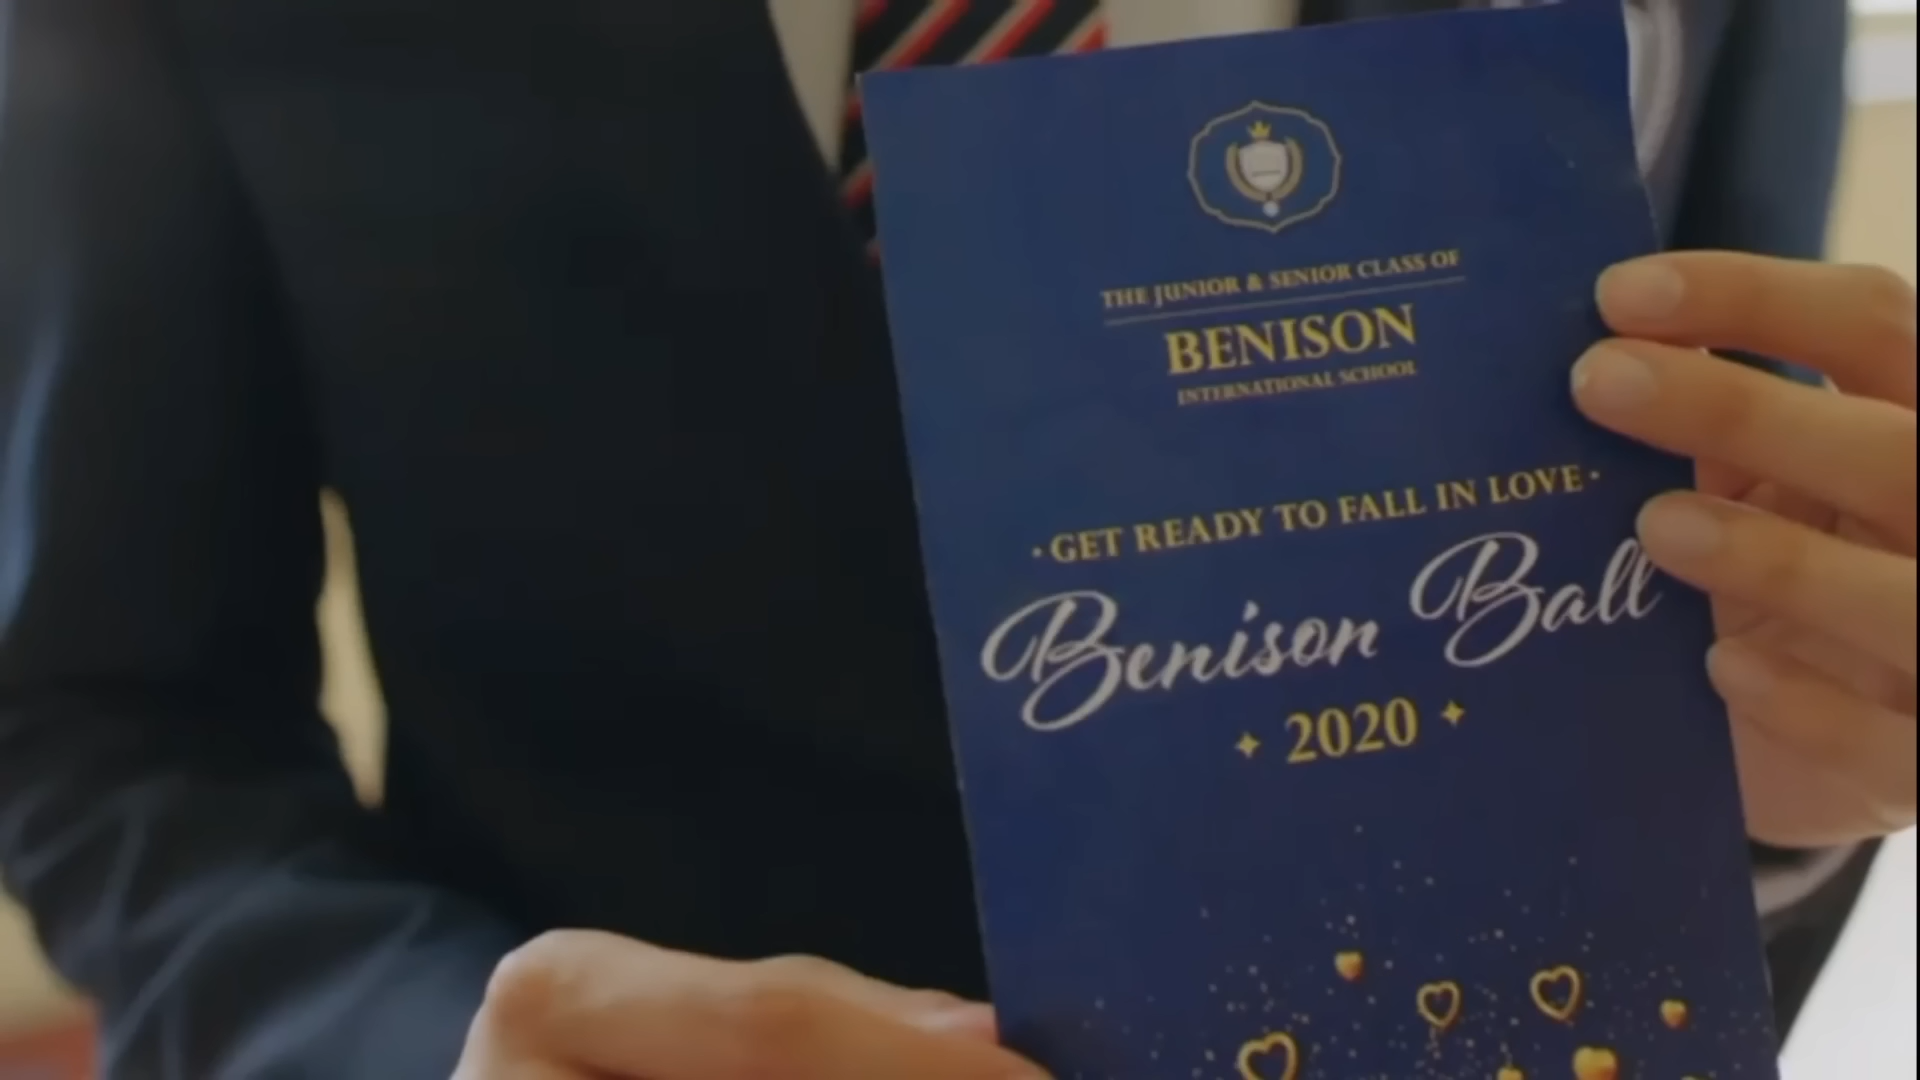 THE JUNIOR & SENIOR CLASS OF
BENISON
INTERNATIONAL SCHOOL
· GET READY TO FALL IN LOVE ·
Benison Ball
2020